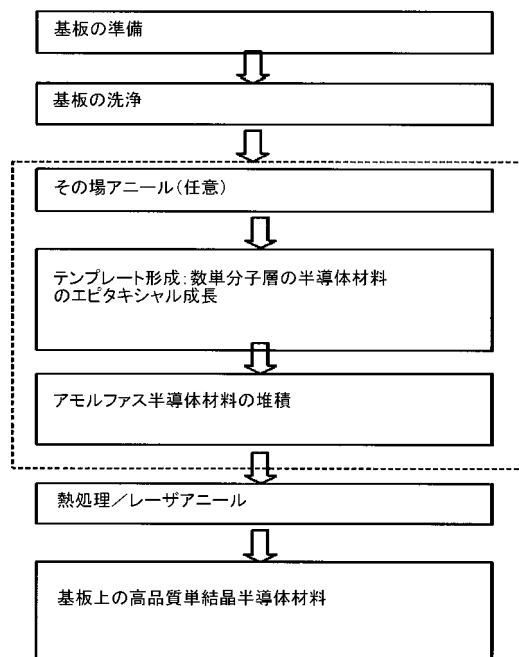 基板の準備
基板の洗浄
その場アニール(任意)
テンプレート形成:数単分子層の半導体材料
のエピタキシャル成長
アモルファス半導体材料の堆積
熱処理/レーザアニール
基板上の高品質単結晶半導体材料